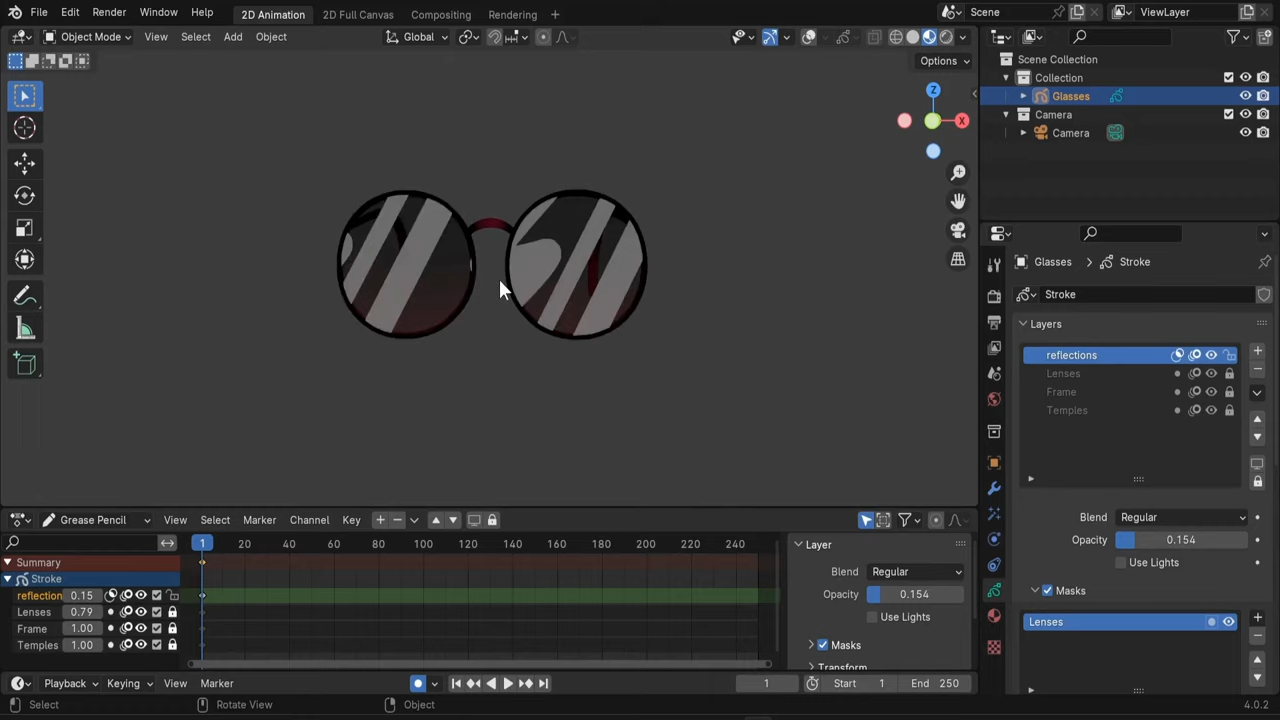 File Edit Render Window Help 2D Animation 2D Full Canvas Compositing Rendering Scene ViewLayer
Object Mode View Select Add Object Global
Options
Z
X
Scene Collection
Collection
Glasses
Camera
Camera
Glasses Stroke
Stroke
Layers
reflections
Lenses
Frame
Temples
Blend Regular
Opacity 0.154
Use Lights
Masks
Lenses
Grease Pencil View Select Marker Channel Key
1 20 40 60 80 100 120 140 160 180 200 220 240
Summary
Stroke
reflection 0.15
Lenses 0.79
Frame 1.00
Temples 1.00
Layer
Blend Regular
Opacity 0.154
Use Lights
Masks
Transform
Playback Keying View Marker 1 Start 1 End 250
Select Rotate View Object 4.0.2